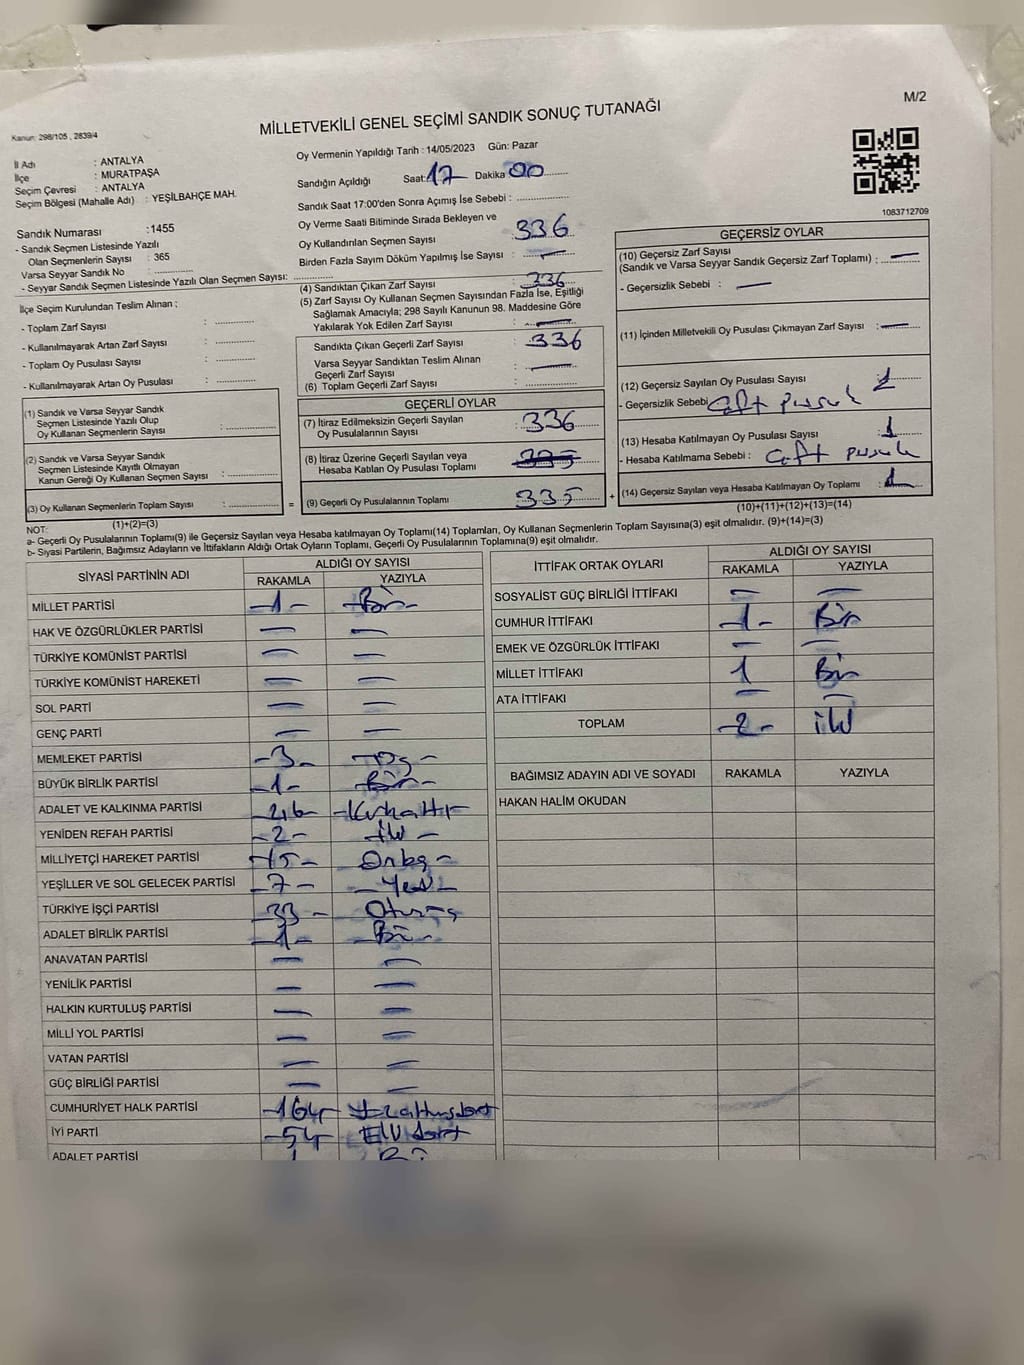 M/2
Kanun: 298/105 , 2839/4
MİLLETVEKİLİ GENEL SEÇİMİ SANDIK SONUÇ TUTANAĞI
İl Adı : ANTALYA
İlçe : MURATPAŞA
Seçim Çevresi : ANTALYA
Seçim Bölgesi (Mahalle Adı) : YEŞİLBAHÇE MAH.
Sandık Numarası :1455
- Sandık Seçmen Listesinde Yazılı
Olan Seçmenlerin Sayısı : 365
Varsa Seyyar Sandık No : ..............
- Seyyar Sandık Seçmen Listesinde Yazılı Olan Seçmen Sayısı: ..............
Oy Vermenin Yapıldığı Tarih : 14/05/2023 Gün: Pazar
Sandığın Açıldığı Saat: 17 Dakika 00
Sandık Saat 17:00'den Sonra Açımış İse Sebebi : ..............
Oy Verme Saati Bitiminde Sırada Bekleyen ve
Oy Kullandırılan Seçmen Sayısı : 336
Birden Fazla Sayım Döküm Yapılmış İse Sayısı : —
(4) Sandıktan Çıkan Zarf Sayısı : 336
(5) Zarf Sayısı Oy Kullanan Seçmen Sayısından Fazla İse, Eşitliği
Sağlamak Amacıyla; 298 Sayılı Kanunun 98. Maddesine Göre
Yakılarak Yok Edilen Zarf Sayısı : —
Sandıkta Çıkan Geçerli Zarf Sayısı : 336
Varsa Seyyar Sandıktan Teslim Alınan
Geçerli Zarf Sayısı : —
(6) Toplam Geçerli Zarf Sayısı : ..............
1083712709
GEÇERSİZ OYLAR
(10) Geçersiz Zarf Sayısı
(Sandık ve Varsa Seyyar Sandık Geçersiz Zarf Toplamı) : —
- Geçersizlik Sebebi : —
(11) İçinden Milletvekili Oy Pusulası Çıkmayan Zarf Sayısı : —
(12) Geçersiz Sayılan Oy Pusulası Sayısı :
- Geçersizlik Sebebi : Çift pusula
(13) Hesaba Katılmayan Oy Pusulası Sayısı : 1
- Hesaba Katılmama Sebebi : Çift pusula
(14) Geçersiz Sayılan veya Hesaba Katılmayan Oy Toplamı : 1
(10)+(11)+(12)+(13)=(14)
İlçe Seçim Kurulundan Teslim Alınan ;
- Toplam Zarf Sayısı : ..............
- Kullanılmayarak Artan Zarf Sayısı : ..............
- Toplam Oy Pusulası Sayısı : ..............
- Kullanılmayarak Artan Oy Pusulası : ..............
(1) Sandık ve Varsa Seyyar Sandık
Seçmen Listesinde Yazılı Olup
Oy Kullanan Seçmenlerin Sayısı : ..............
(2) Sandık ve Varsa Seyyar Sandık
Seçmen Listesinde Kayıtlı Olmayan
Kanun Gereği Oy Kullanan Seçmen Sayısı : ..............
(3) Oy Kullanan Seçmenlerin Toplam Sayısı : ..............
(1)+(2)=(3)
GEÇERLİ OYLAR
(7) İtiraz Edilmeksizin Geçerli Sayılan
Oy Pusulalarının Sayısı : 336
(8) İtiraz Üzerine Geçerli Sayılan veya
Hesaba Katılan Oy Pusulası Toplamı : 335
= (9) Geçerli Oy Pusulalarının Toplamı : 335 +
NOT:
a- Geçerli Oy Pusulalarının Toplamı(9) ile Geçersiz Sayılan veya Hesaba katılmayan Oy Toplamı(14) Toplamları, Oy Kullanan Seçmenlerin Toplam Sayısına(3) eşit olmalıdır. (9)+(14)=(3)
b- Siyasi Partilerin, Bağımsız Adayların ve İttifakların Aldığı Ortak Oyların Toplamı, Geçerli Oy Pusulalarının Toplamına(9) eşit olmalıdır.
SİYASİ PARTİNİN ADI ALDIĞI OY SAYISI
RAKAMLA YAZIYLA
MİLLET PARTİSİ -1- -Bir-
HAK VE ÖZGÜRLÜKLER PARTİSİ — —
TÜRKİYE KOMÜNİST PARTİSİ — —
TÜRKİYE KOMÜNİST HAREKETİ — —
SOL PARTİ — —
GENÇ PARTİ — —
MEMLEKET PARTİSİ -3- -Üç-
BÜYÜK BİRLİK PARTİSİ -1- -Bir-
ADALET VE KALKINMA PARTİSİ -46- -Kırkaltı-
YENİDEN REFAH PARTİSİ -2- -iki-
MİLLİYETÇİ HAREKET PARTİSİ -15- Onbeş-
YEŞİLLER VE SOL GELECEK PARTİSİ -7- -Yedi-
TÜRKİYE İŞÇİ PARTİSİ -33- Otuzüç
ADALET BİRLİK PARTİSİ -1- -Bir-
ANAVATAN PARTİSİ — —
YENİLİK PARTİSİ — —
HALKIN KURTULUŞ PARTİSİ — —
MİLLİ YOL PARTİSİ — —
VATAN PARTİSİ — —
GÜÇ BİRLİĞİ PARTİSİ — —
CUMHURİYET HALK PARTİSİ -164- Yüzaltmışdört
İYİ PARTİ -54- Elli dört
ADALET PARTİSİ 1 Bir
İTTİFAK ORTAK OYLARI ALDIĞI OY SAYISI
RAKAMLA YAZIYLA
SOSYALİST GÜÇ BİRLİĞİ İTTİFAKI — —
CUMHUR İTTİFAKI -1- Bir
EMEK VE ÖZGÜRLÜK İTTİFAKI — —
MİLLET İTTİFAKI 1 Bir
ATA İTTİFAKI — —
TOPLAM -2- iki
BAĞIMSIZ ADAYIN ADI VE SOYADI RAKAMLA YAZIYLA
HAKAN HALİM OKUDAN